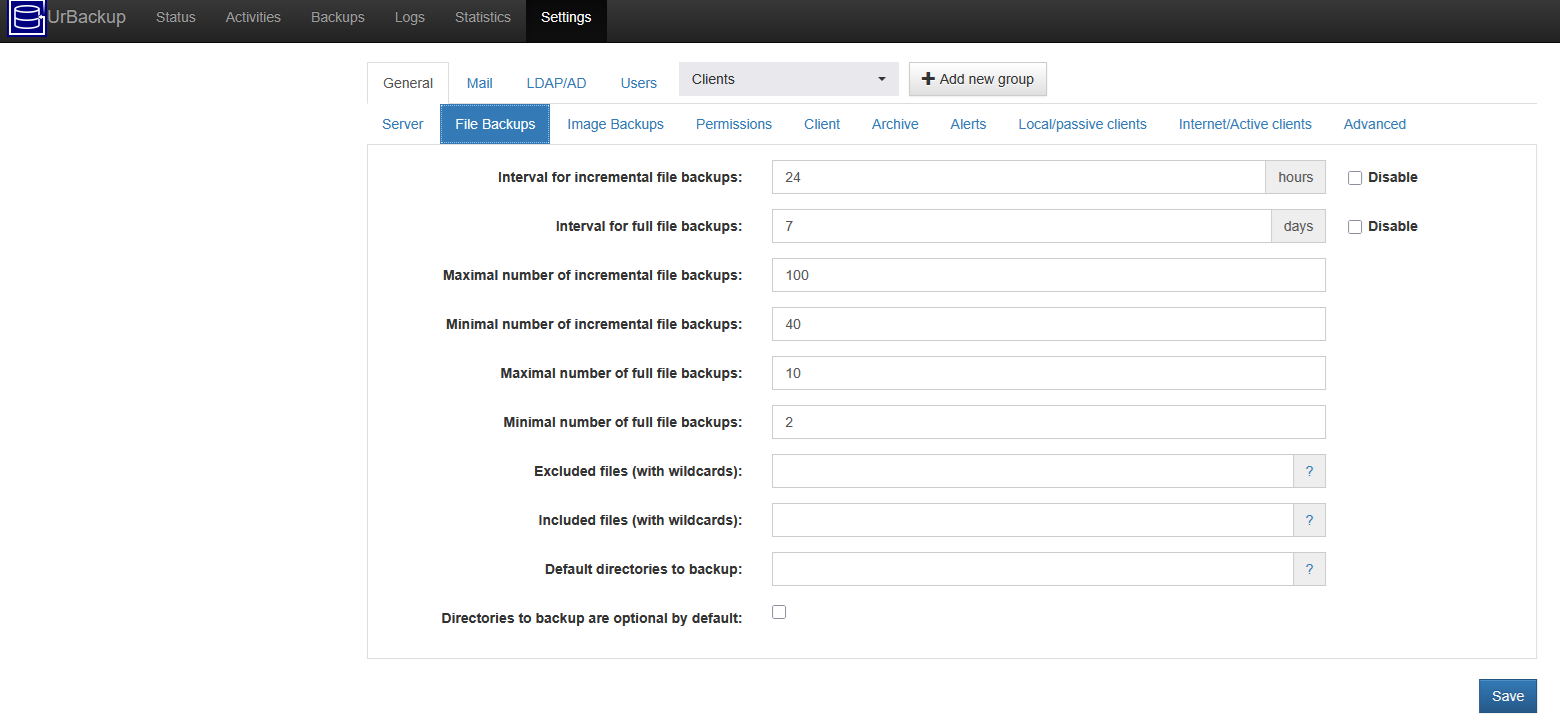 UrBackup Status Activities Backups Logs Statistics Settings
General Mail LDAP/AD Users Clients Add new group
Server File Backups Image Backups Permissions Client Archive Alerts Local/passive clients Internet/Active clients Advanced
Interval for incremental file backups: 24 hours Disable
Interval for full file backups: 7 days Disable
Maximal number of incremental file backups: 100
Minimal number of incremental file backups: 40
Maximal number of full file backups: 10
Minimal number of full file backups: 2
Excluded files (with wildcards): ?
Included files (with wildcards): ?
Default directories to backup: ?
Directories to backup are optional by default:
Save